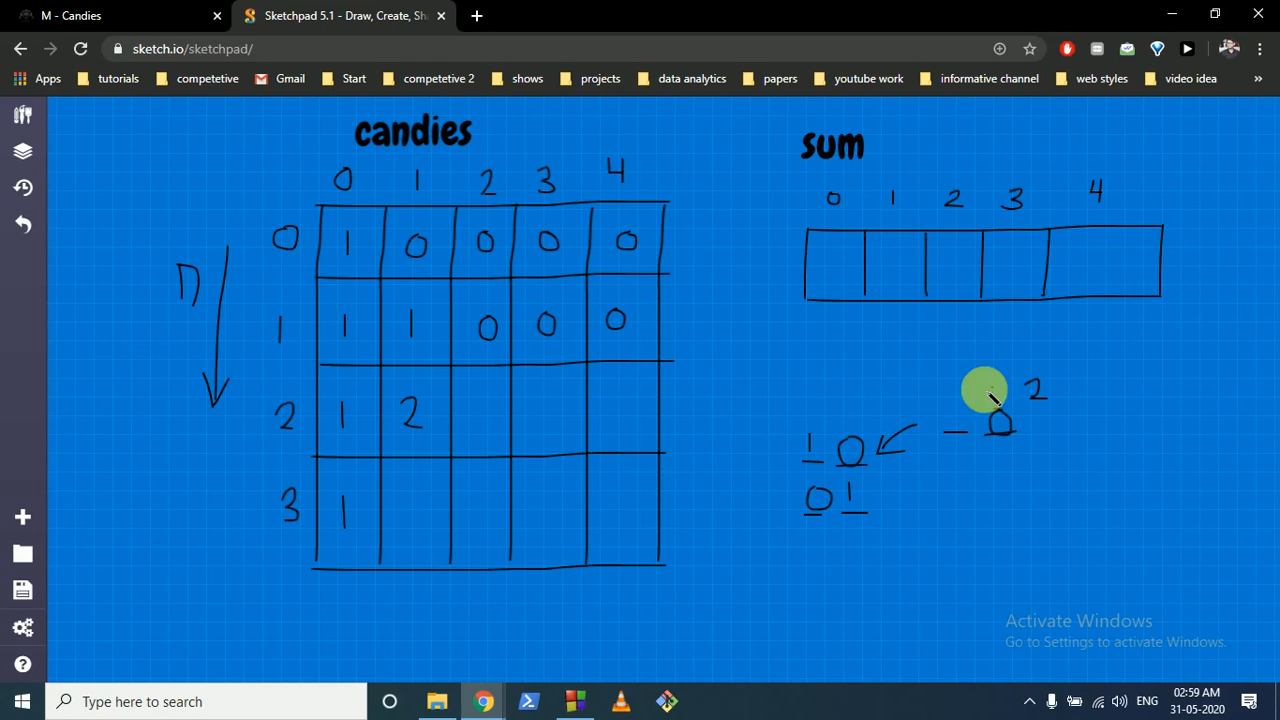 M - Candies
Sketchpad 5.1 - Draw, Create, Sha
sketch.io/sketchpad/
Apps tutorials competetive Gmail Start competetive 2 shows projects data analytics papers youtube work informative channel web styles video idea »
candies
0 1 2 3 4
0 1 0 0 0 0
1 1 1 0 0 0
2 1 2
3 1
n
sum
0 1 2 3 4
2
_ 0
1 0
0 1
Activate Windows
Go to Settings to activate Windows.
Type here to search
ENG
02:59 AM
31-05-2020